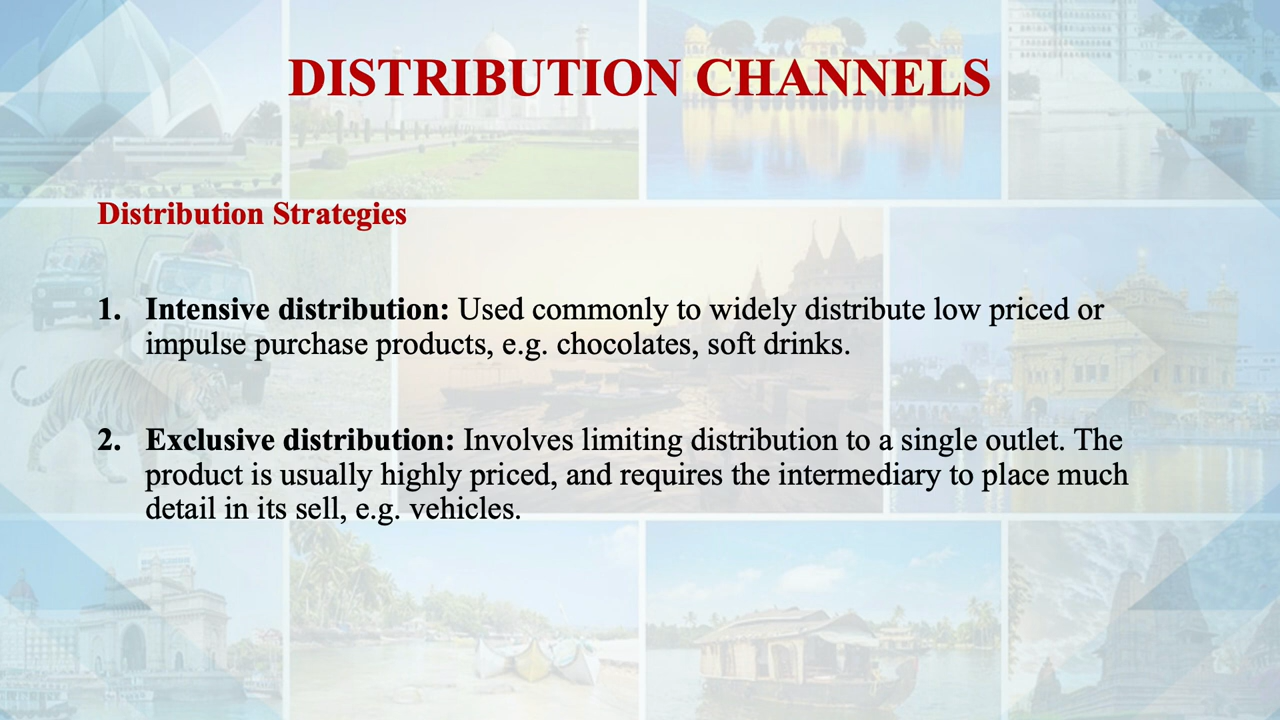 DISTRIBUTION CHANNELS
Distribution Strategies
1. Intensive distribution: Used commonly to widely distribute low priced or
impulse purchase products, e.g. chocolates, soft drinks.
2. Exclusive distribution: Involves limiting distribution to a single outlet. The
product is usually highly priced, and requires the intermediary to place much
detail in its sell, e.g. vehicles.